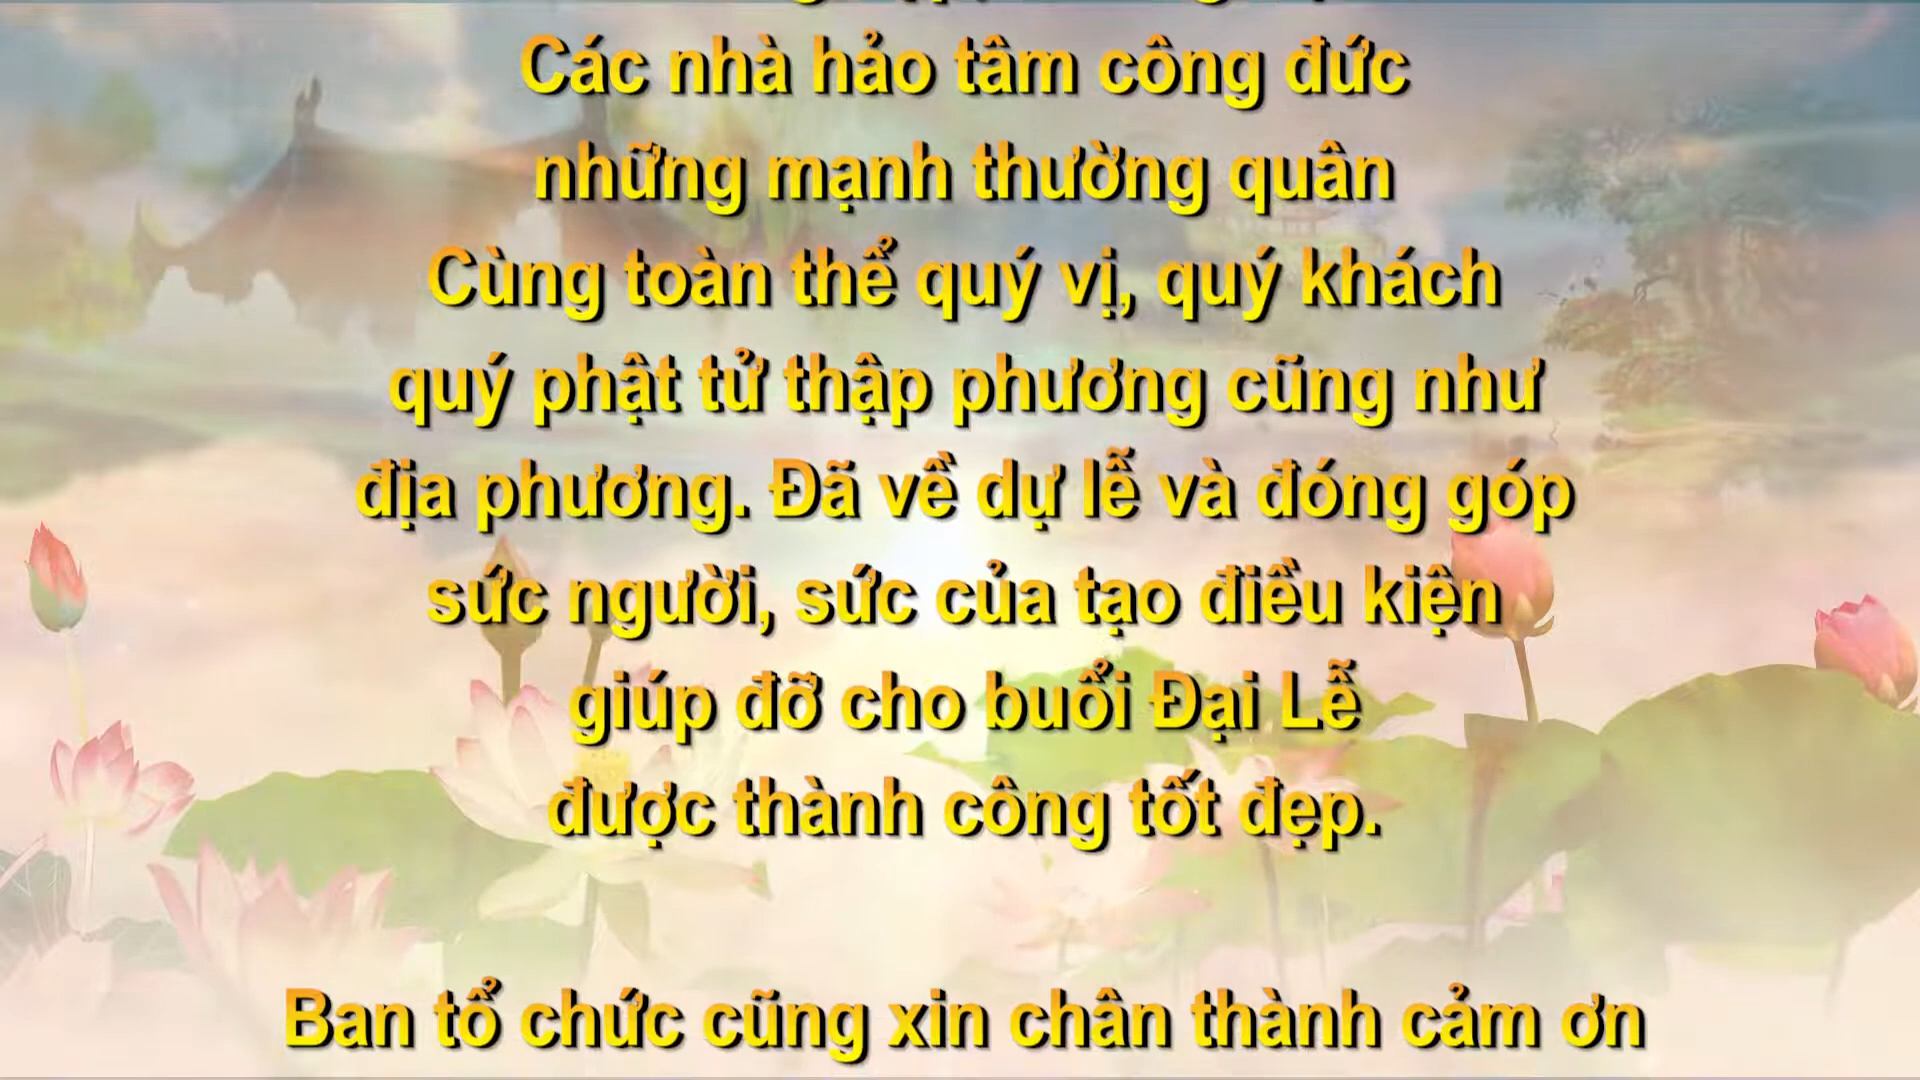 Các nhà hảo tâm công đức
những mạnh thường quân
Cùng toàn thể quý vị, quý khách
quý phật tử thập phương cũng như
địa phương. Đã về dự lễ và đóng góp
sức người, sức của tạo điều kiện
giúp đỡ cho buổi Đại Lễ
được thành công tốt đẹp.
Ban tổ chức cũng xin chân thành cảm ơn